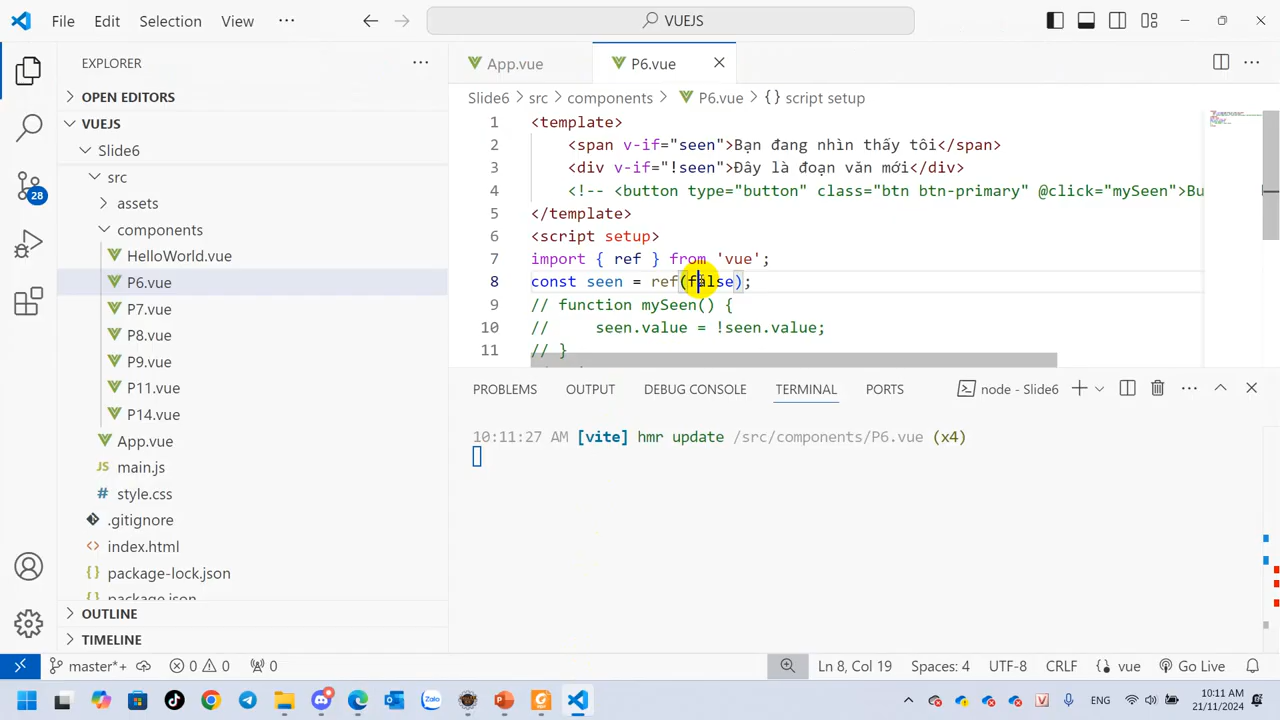 File Edit Selection View ··· VUEJS
EXPLORER ···
OPEN EDITORS
VUEJS
Slide6
src
assets
components
HelloWorld.vue
P6.vue
P7.vue
P8.vue
P9.vue
P11.vue
P14.vue
App.vue
JS main.js
# style.css
.gitignore
<> index.html
{} package-lock.json
{} package.json
OUTLINE
TIMELINE
28
App.vue P6.vue ···
Slide6 > src > components > P6.vue > {} script setup
1 <template>
2 <span v-if="seen">Bạn đang nhìn thấy tôi</span>
3 <div v-if="!seen">Đây là đoạn văn mới</div>
4 <!-- <button type="button" class="btn btn-primary" @click="mySeen">Bu
5 </template>
6 <script setup>
7 import { ref } from 'vue';
8 const seen = ref(false);
9 // function mySeen() {
10 // seen.value = !seen.value;
11 // }
PROBLEMS OUTPUT DEBUG CONSOLE TERMINAL PORTS node - Slide6 ···
10:11:27 AM [vite] hmr update /src/components/P6.vue (x4)
master*+ 0 0 0 Ln 8, Col 19 Spaces: 4 UTF-8 CRLF vue Go Live
Zalo ENG 10:11 AM
21/11/2024